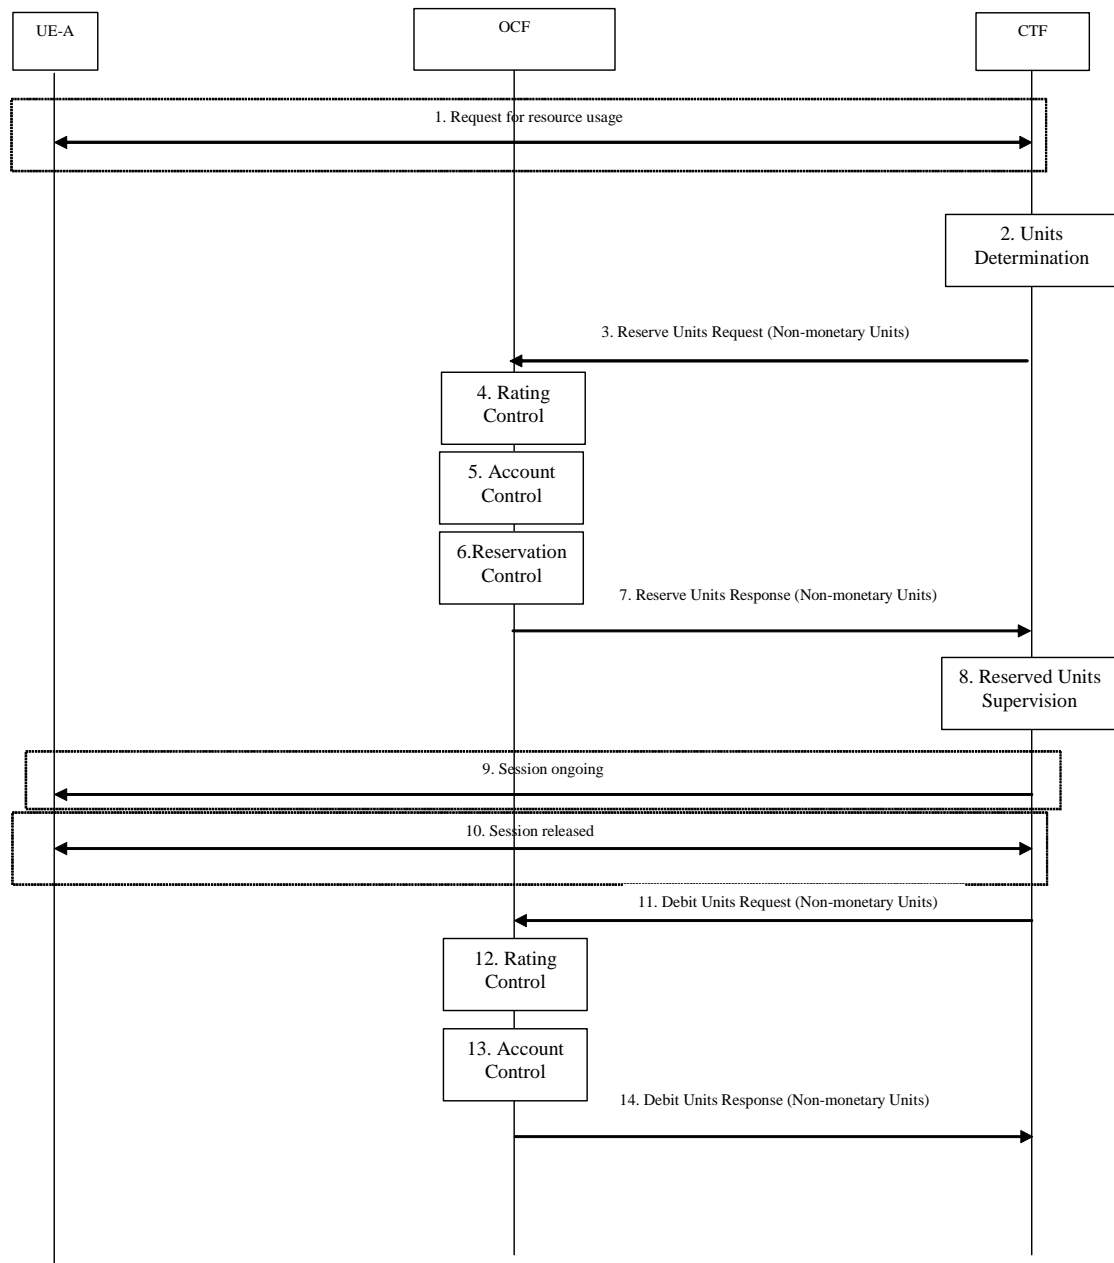 UE-A
OCF
CTF
1. Request for resource usage
2. Units
Determination
3. Reserve Units Request (Non-monetary Units)
4. Rating
Control
5. Account
Control
6.Reservation
Control
7. Reserve Units Response (Non-monetary Units)
8. Reserved Units
Supervision
9. Session ongoing
10. Session released
11. Debit Units Request (Non-monetary Units)
12. Rating
Control
13. Account
Control
14. Debit Units Response (Non-monetary Units)